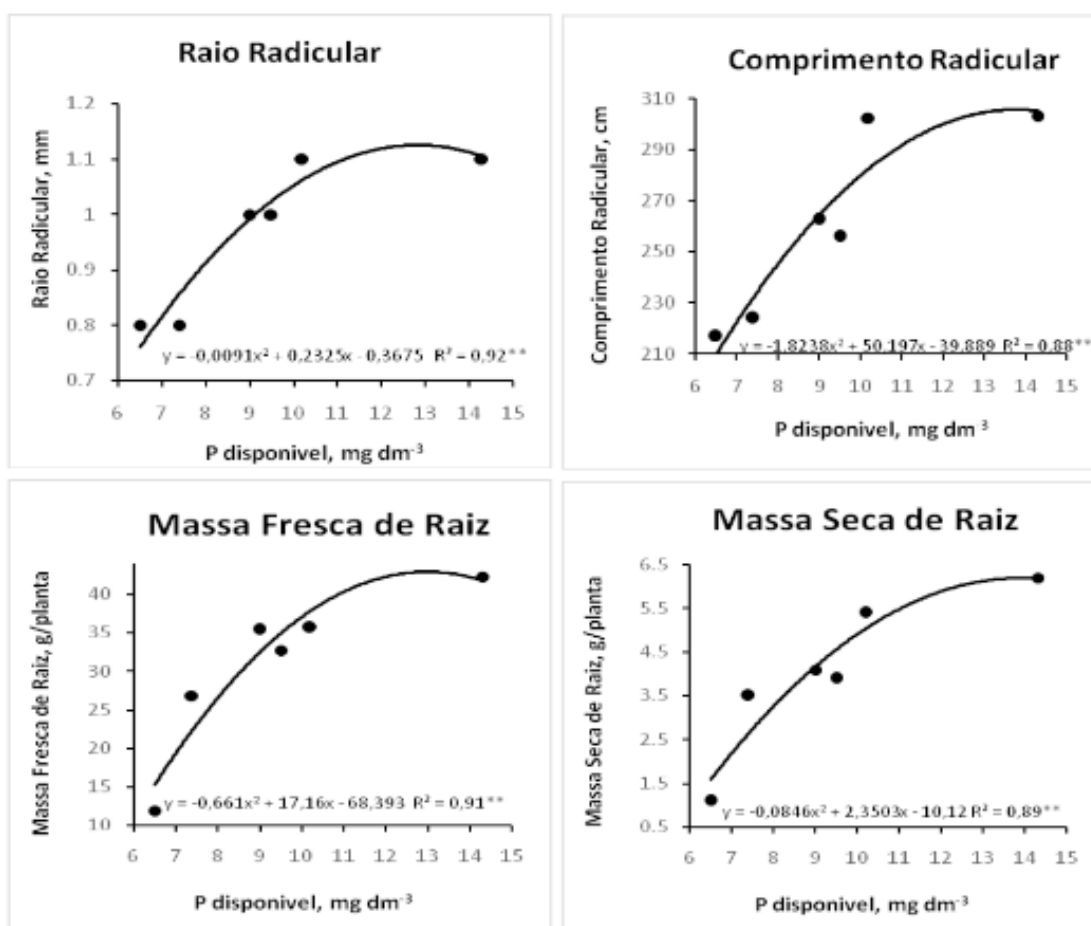 Raio Radicular
Raio Radicular, mm
1.2
1.1
1
0.9
0.8
0.7
y = -0,0091x² + 0,2325x - 0,3675 R² = 0,92**
6 7 8 9 10 11 12 13 14 15
P disponivel, mg dm⁻³
Comprimento Radicular
Comprimento Radicular, cm
310
290
270
250
230
210
y = -1.8238x² + 50.197x - 39.889 R² = 0.88**
6 7 8 9 10 11 12 13 14 15
P disponivel, mg dm⁻³
Massa Fresca de Raiz
Massa Fresca de Raiz, g/planta
40
35
30
25
20
15
10
y = -0,661x² + 17,16x - 68,393 R² = 0,91**
6 7 8 9 10 11 12 13 14 15
P disponivel, mg dm⁻³
Massa Seca de Raiz
Massa Seca de Raiz, g/planta
6.5
5.5
4.5
3.5
2.5
1.5
0.5
y = -0,0846x² + 2,3503x - 10,12 R² = 0,89**
6 7 8 9 10 11 12 13 14 15
P disponivel, mg dm⁻³